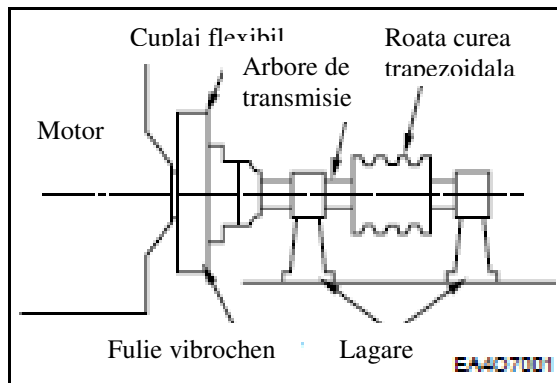 Cuplaj flexibil
Roata curea
trapezoidala
Arbore de
transmisie
Motor
Fulie vibrochen
Lagare
EA4O7001